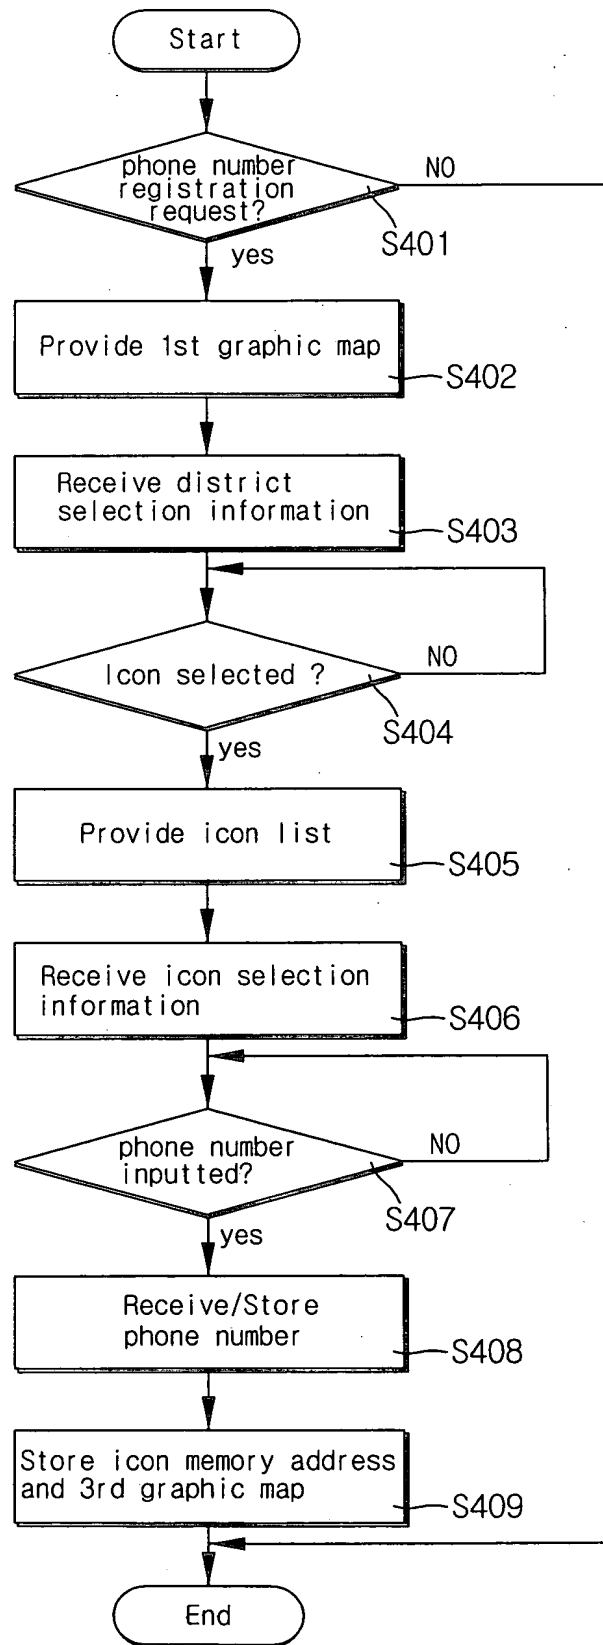 Start
phone number
registration
request?
NO
S401
yes
Provide 1st graphic map
S402
Receive district
selection information
S403
Icon selected ?
NO
S404
yes
Provide icon list
S405
Receive icon selection
information
S406
phone number
inputted?
NO
S407
yes
Receive/Store
phone number
S408
Store icon memory address
and 3rd graphic map
S409
End